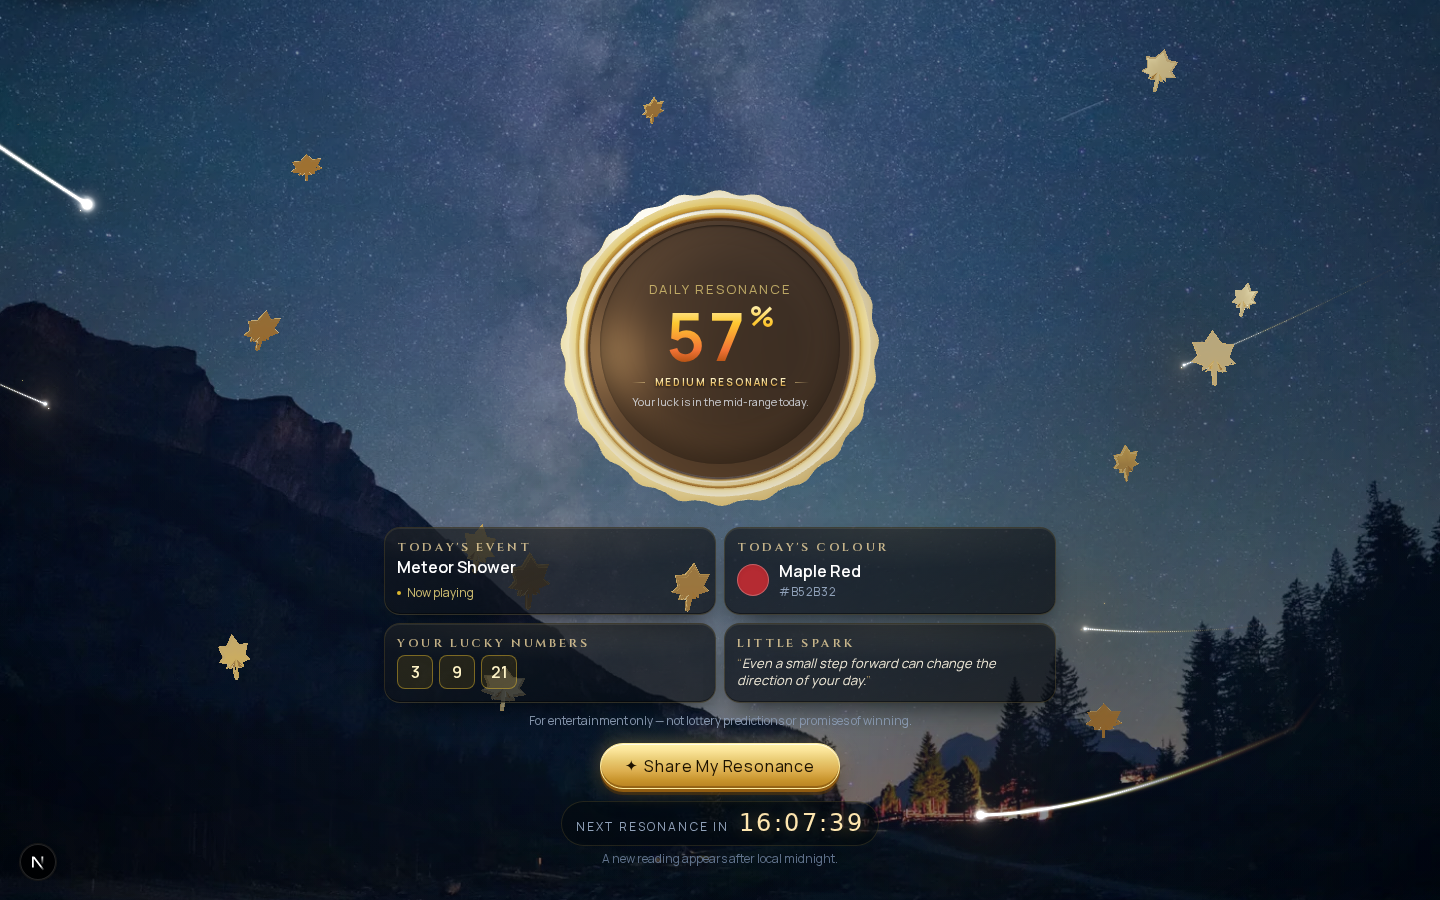 DAILY RESONANCE
57%
MEDIUM RESONANCE
Your luck is in the mid-range today.
TODAY'S EVENT
Meteor Shower
Now playing
TODAY'S COLOUR
Maple Red
#B52B32
YOUR LUCKY NUMBERS
3 9 21
LITTLE SPARK
"Even a small step forward can change the
direction of your day."
For entertainment only — not lottery predictions or promises of winning.
✦ Share My Resonance
NEXT RESONANCE IN 16:07:39
A new reading appears after local midnight.
N